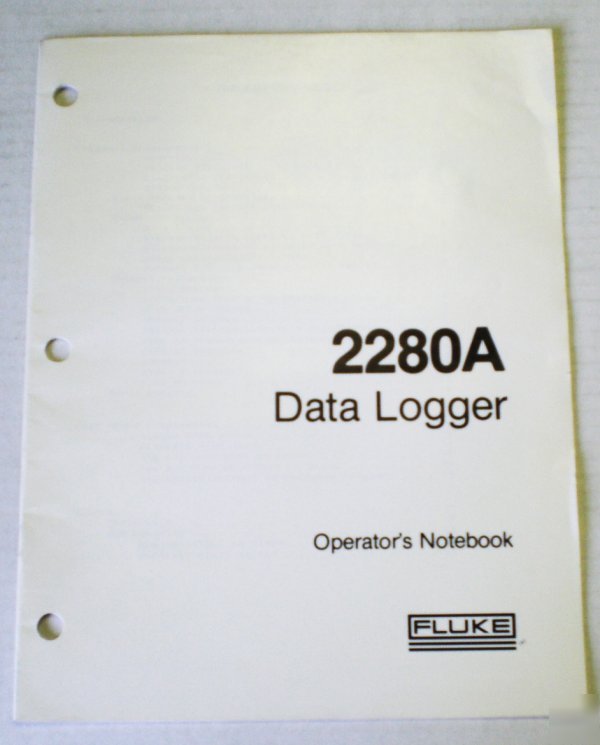 2280A
Data Logger
Operator's Notebook
FLUKE